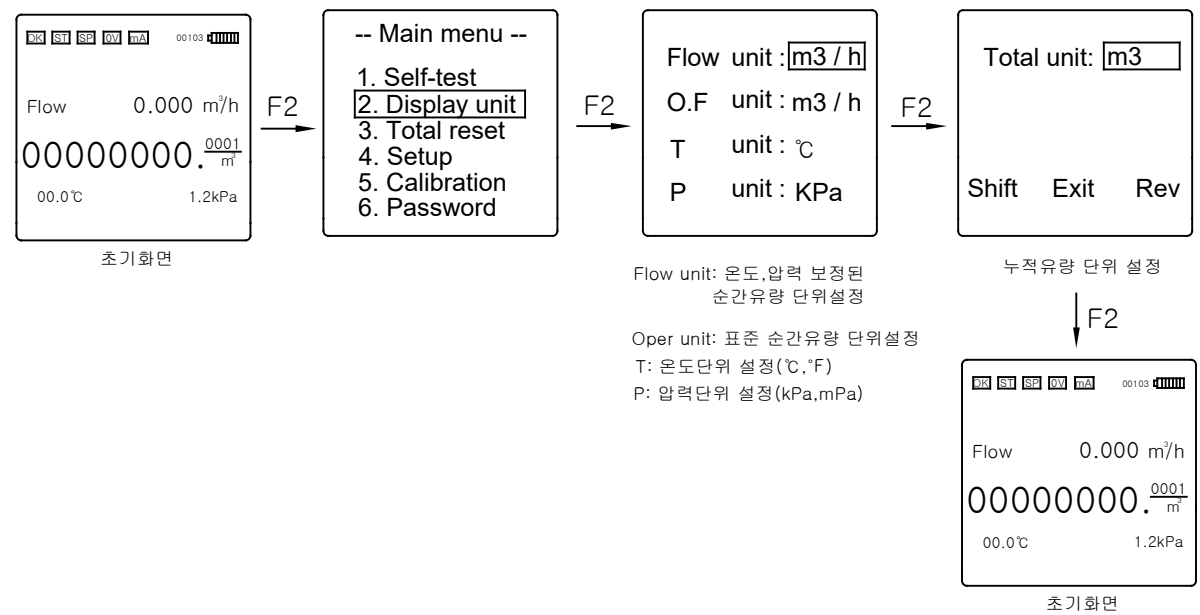 OK ST SP 0V mA 00103
Flow 0.000 m³/h
00000000. 0001
m³
00.0℃ 1.2kPa
초기화면
F2
-- Main menu --
1. Self-test
2. Display unit
3. Total reset
4. Setup
5. Calibration
6. Password
F2
Flow unit : m3 / h
O.F unit : m3 / h
T unit : ℃
P unit : KPa
Flow unit: 온도,압력 보정된
순간유량 단위설정
Oper unit: 표준 순간유량 단위설정
T: 온도단위 설정(℃,°F)
P: 압력단위 설정(kPa,mPa)
F2
Total unit: m3
Shift Exit Rev
누적유량 단위 설정
F2
OK ST SP 0V mA 00103
Flow 0.000 m³/h
00000000. 0001
m³
00.0℃ 1.2kPa
초기화면